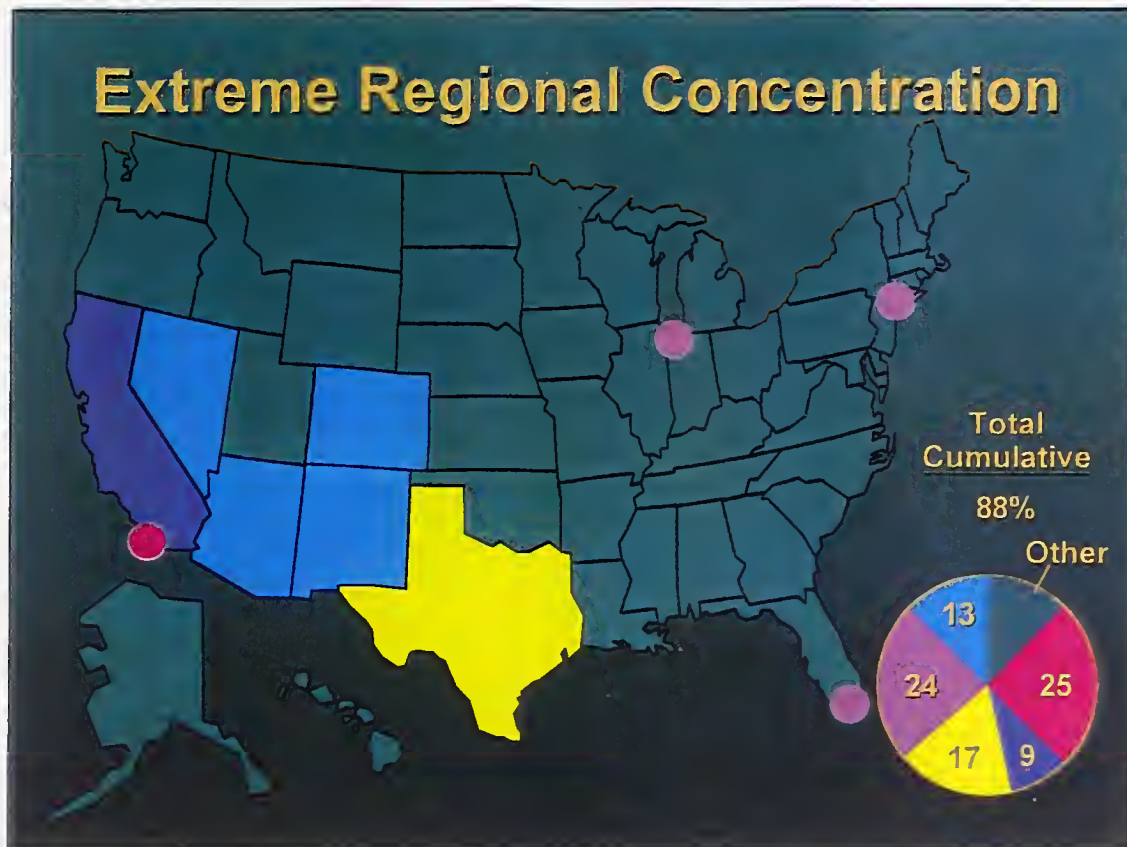 Extreme Regional Concentration
Total
Cumulative
88%
Other
13
24
25
17
9